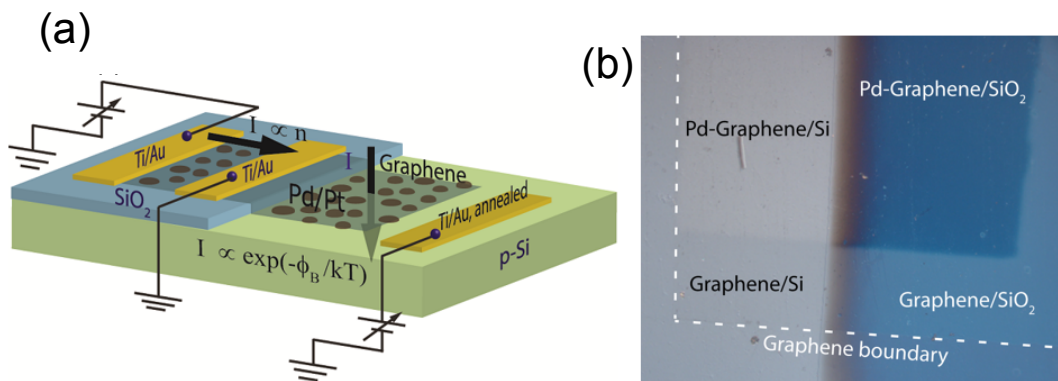 (a)
I ∝ n
Ti/Au
Ti/Au
I
Graphene
SiO₂
Pd/Pt
Ti/Au, annealed
I ∝ exp(-ϕ_B/kT)
p-Si
(b)
Pd-Graphene/SiO₂
Pd-Graphene/Si
Graphene/Si
Graphene/SiO₂
Graphene boundary